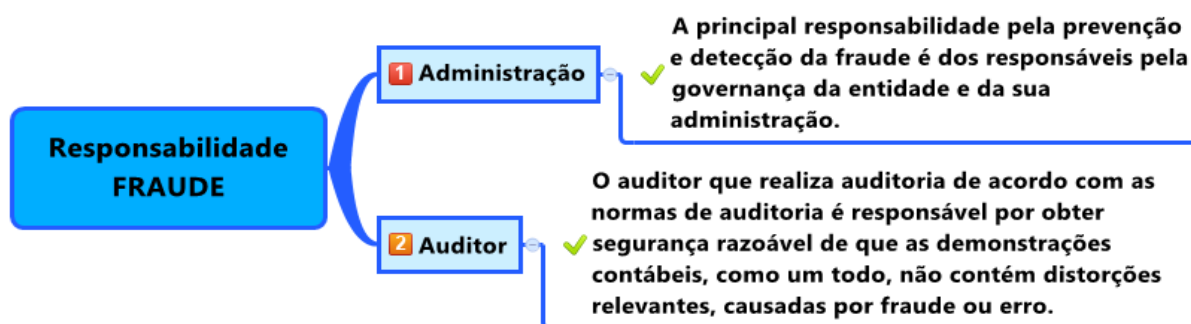 Responsabilidade
FRAUDE
1 Administração
A principal responsabilidade pela prevenção
e detecção da fraude é dos responsáveis pela
governança da entidade e da sua
administração.
2 Auditor
O auditor que realiza auditoria de acordo com as
normas de auditoria é responsável por obter
segurança razoável de que as demonstrações
contábeis, como um todo, não contém distorções
relevantes, causadas por fraude ou erro.